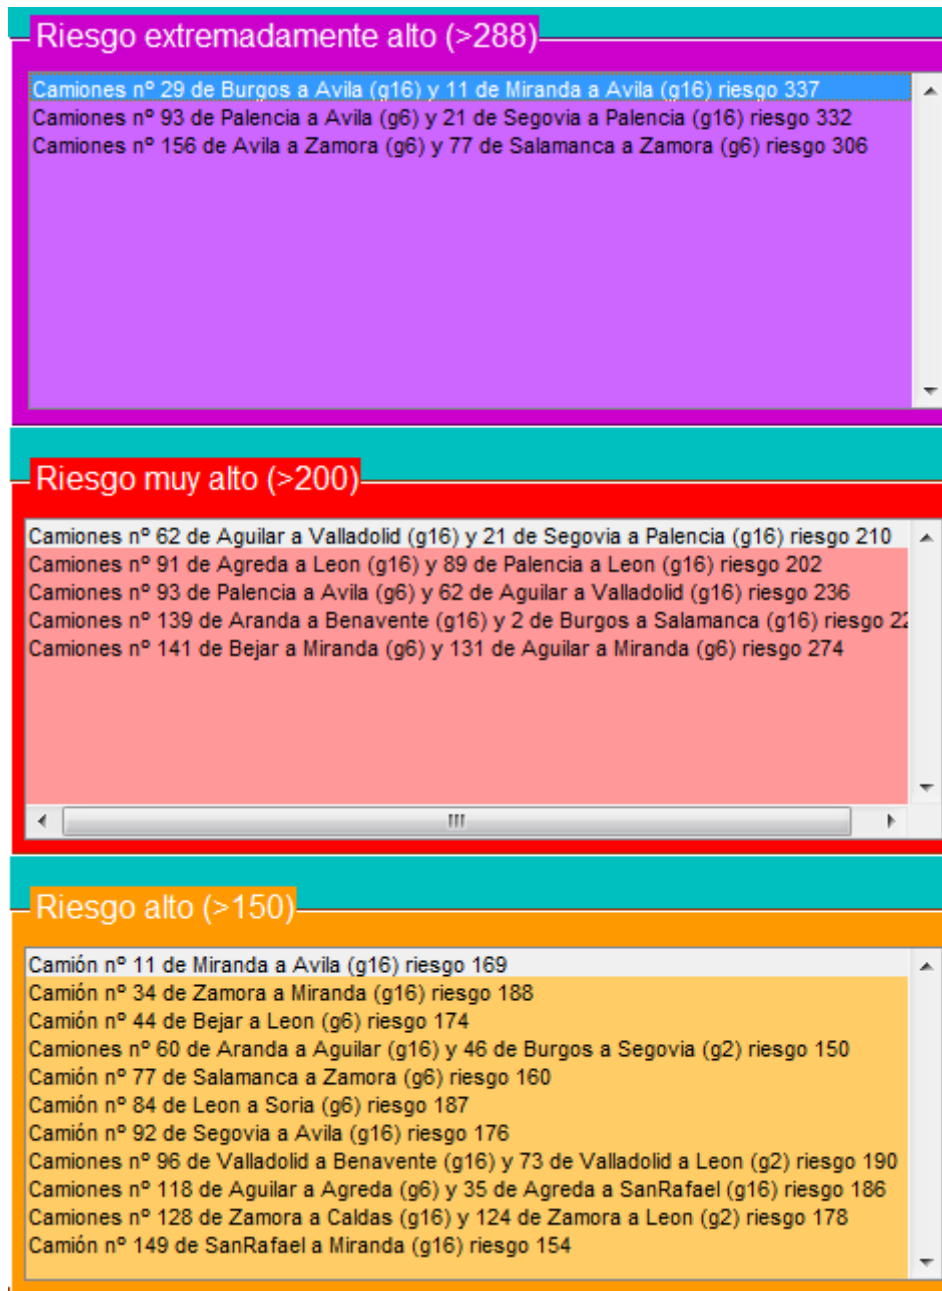 Riesgo extremadamente alto (>288)
Camiones nº 29 de Burgos a Avila (g16) y 11 de Miranda a Avila (g16) riesgo 337
Camiones nº 93 de Palencia a Avila (g6) y 21 de Segovia a Palencia (g16) riesgo 332
Camiones nº 156 de Avila a Zamora (g6) y 77 de Salamanca a Zamora (g6) riesgo 306
Riesgo muy alto (>200)
Camiones nº 62 de Aguilar a Valladolid (g16) y 21 de Segovia a Palencia (g16) riesgo 210
Camiones nº 91 de Agreda a Leon (g16) y 89 de Palencia a Leon (g16) riesgo 202
Camiones nº 93 de Palencia a Avila (g6) y 62 de Aguilar a Valladolid (g16) riesgo 236
Camiones nº 139 de Aranda a Benavente (g16) y 2 de Burgos a Salamanca (g16) riesgo
Camiones nº 141 de Bejar a Miranda (g6) y 131 de Aguilar a Miranda (g6) riesgo 274
Riesgo alto (>150)
Camión nº 11 de Miranda a Avila (g16) riesgo 169
Camión nº 34 de Zamora a Miranda (g16) riesgo 188
Camión nº 44 de Bejar a Leon (g6) riesgo 174
Camiones nº 60 de Aranda a Aguilar (g16) y 46 de Burgos a Segovia (g2) riesgo 150
Camión nº 77 de Salamanca a Zamora (g6) riesgo 160
Camión nº 84 de Leon a Soria (g6) riesgo 187
Camión nº 92 de Segovia a Avila (g16) riesgo 176
Camiones nº 96 de Valladolid a Benavente (g16) y 73 de Valladolid a Leon (g2) riesgo 190
Camiones nº 118 de Aguilar a Agreda (g6) y 35 de Agreda a SanRafael (g16) riesgo 186
Camiones nº 128 de Zamora a Caldas (g16) y 124 de Zamora a Leon (g2) riesgo 178
Camión nº 149 de SanRafael a Miranda (g16) riesgo 154